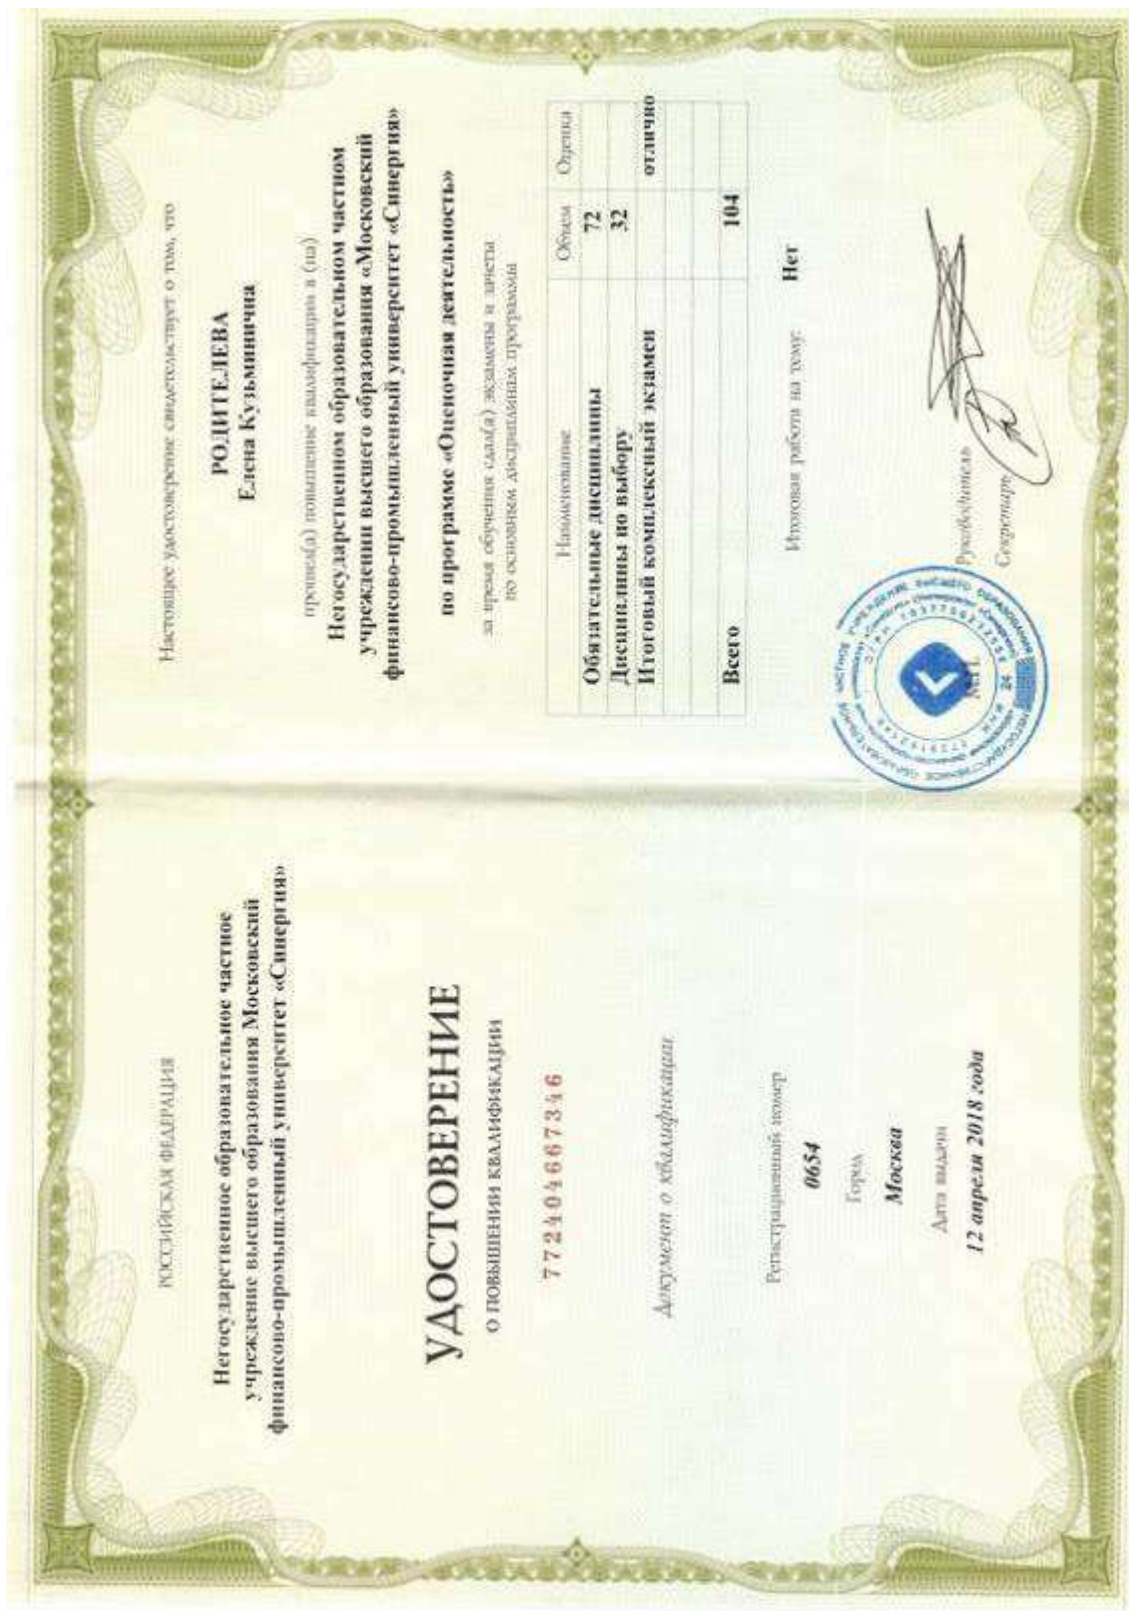 РОССИЙСКАЯ ФЕДЕРАЦИЯ
Негосударственное образовательное частное
учреждение высшего образования Московский
финансово-промышленный университет «Синергия»
УДОСТОВЕРЕНИЕ
О ПОВЫШЕНИИ КВАЛИФИКАЦИИ
772404667346
Документ о квалификации
Регистрационный номер
0654
Город
Москва
Дата выдачи
12 апреля 2018 года
Настоящее удостоверение свидетельствует о том, что
РОДИТЕЛЕВА
Елена Кузьминична
прошел(а) повышение квалификации в (на)
Негосударственном образовательном частном
учреждении высшего образования «Московский
финансово-промышленный университет «Синергия»
по программе «Оценочная деятельность»
за время обучения сдал(а) экзамены и зачеты
по основным дисциплинам программы
Наименование Объем Оценка
Обязательные дисциплины 72
Дисциплины по выбору 32
Итоговый комплексный экзамен отлично
Всего 104
Итоговая работа на тему: Нет
Руководитель
Секретарь
М.П.